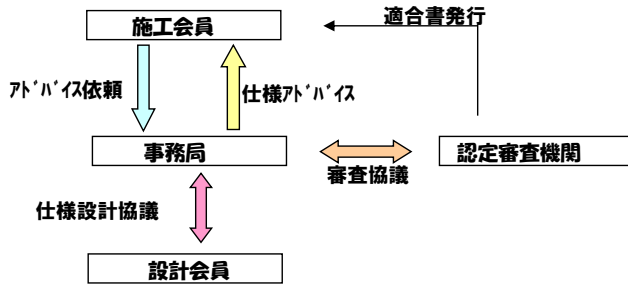 施工会員
適合書発行
ｱﾄﾞﾊﾞｲｽ依頼
仕様ｱﾄﾞﾊﾞｲｽ
事務局
認定審査機関
審査協議
仕様設計協議
設計会員